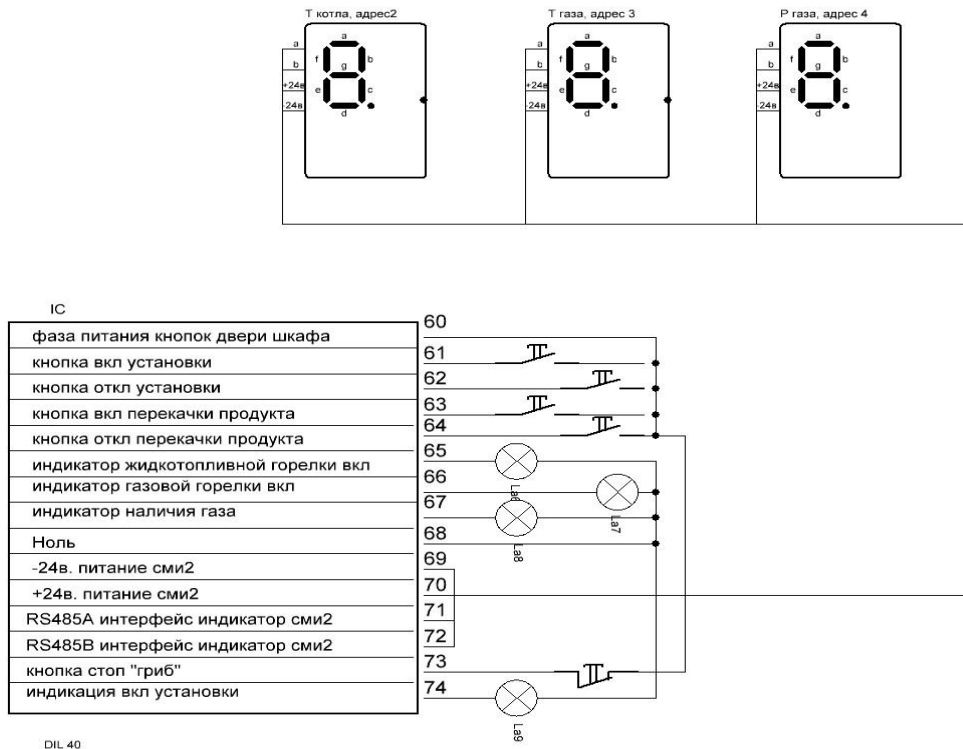 Т котла, адрес2
Т газа, адрес 3
Р газа, адрес 4
a
b
+24в
-24в
a
f
b
g
e
c
d
a
b
+24в
-24в
a
f
b
g
e
c
d
a
b
+24в
-24в
a
f
b
g
e
c
d
IC
фаза питания кнопок двери шкафа 60
кнопка вкл установки 61
кнопка откл установки 62
кнопка вкл перекачки продукта 63
кнопка откл перекачки продукта 64
индикатор жидкотопливной горелки вкл 65
индикатор газовой горелки вкл 66
индикатор наличия газа 67
Ноль 68
-24в. питание сми2 69
+24в. питание сми2 70
RS485A интерфейс индикатор сми2 71
RS485B интерфейс индикатор сми2 72
кнопка стоп "гриб" 73
индикация вкл установки 74
La7
La8
La9
DIL 40